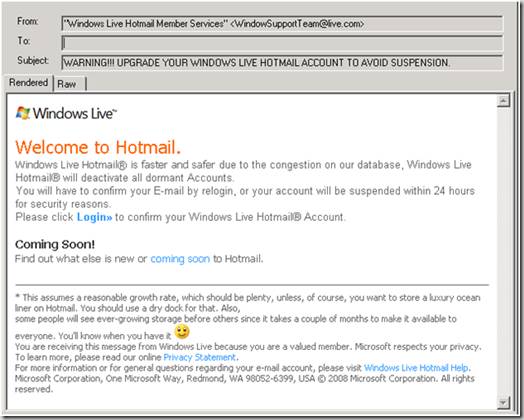 From: "Windows Live Hotmail Member Services" <WindowSupportTeam@live.com>
To:
Subject: WARNING!!! UPGRADE YOUR WINDOWS LIVE HOTMAIL ACCOUNT TO AVOID SUSPENSION.
Rendered Raw
Windows Live™
Welcome to Hotmail.
Windows Live Hotmail® is faster and safer due to the congestion on our database, Windows Live
Hotmail® will deactivate all dormant Accounts.
You will have to confirm your E-mail by relogin, or your account will be suspended within 24 hours
for security reasons.
Please click Login» to confirm your Windows Live Hotmail® Account.
Coming Soon!
Find out what else is new or coming soon to Hotmail.
* This assumes a reasonable growth rate, which should be plenty, unless, of course, you want to store a luxury ocean
liner on Hotmail. You should use a dry dock for that. Also,
some people will see ever-growing storage before others since it takes a couple of months to make it available to
everyone. You'll know when you have it
You are receiving this message from Windows Live because you are a valued member. Microsoft respects your privacy.
To learn more, please read our online Privacy Statement.
For more information or for general questions regarding your e-mail account, please visit Windows Live Hotmail Help.
Microsoft Corporation, One Microsoft Way, Redmond, WA 98052-6399, USA © 2008 Microsoft Corporation. All rights
reserved.